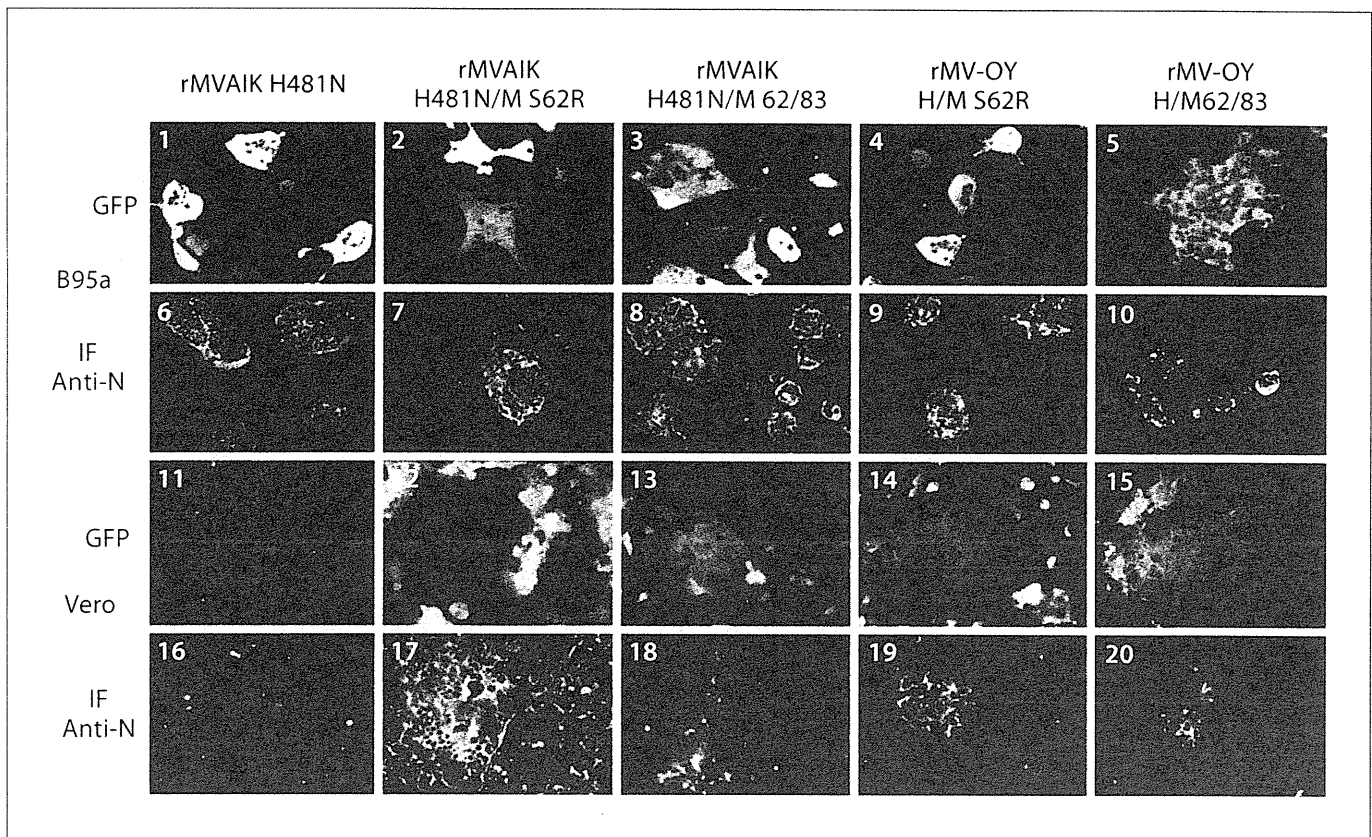 rMVAIK H481N
rMVAIK
H481N/M S62R
rMVAIK
H481N/M 62/83
rMV-OY
H/M S62R
rMV-OY
H/M62/83
GFP
1
2
3
4
5
B95a
IF
Anti-N
6
7
8
9
10
GFP
11
2
13
14
15
Vero
IF
Anti-N
16
17
18
19
20